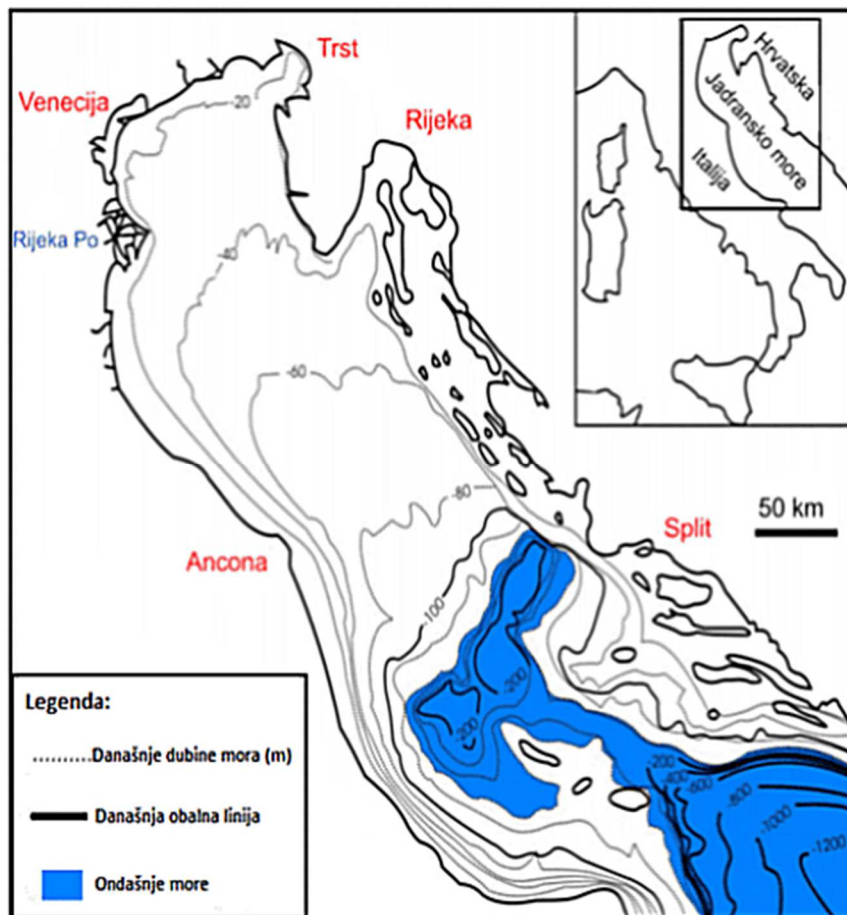 Trst
Venecija
-20
Rijeka
Rijeka Po
Hrvatska
Jadransko more
Italija
-40
-60
-80
50 km
Split
Ancona
-100
-200
-200
-200
-400
-600
-800
-1000
-1200
Legenda:
Današnje dubine mora (m)
Današnja obalna linija
Ondašnje more